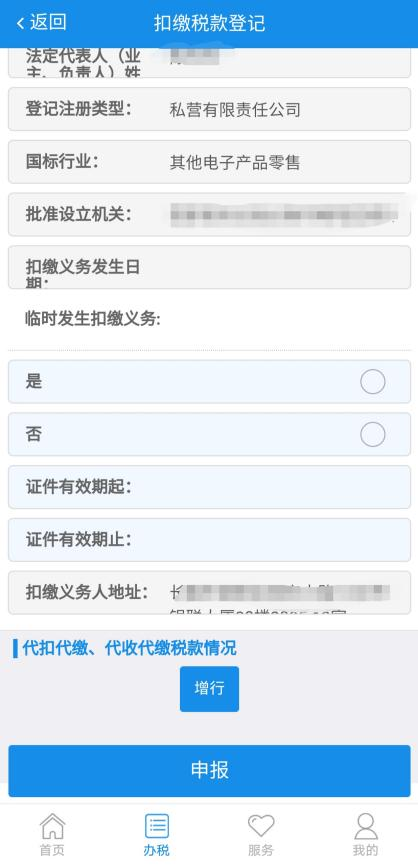 返回
扣缴税款登记
法定代表人（业
主、负责人）姓
登记注册类型：
私营有限责任公司
国标行业：
其他电子产品零售
批准设立机关：
扣缴义务发生日
期：
临时发生扣缴义务:
是
否
证件有效期起：
证件有效期止：
扣缴义务人地址：
代扣代缴、代收代缴税款情况
增行
申报
首页
办税
服务
我的